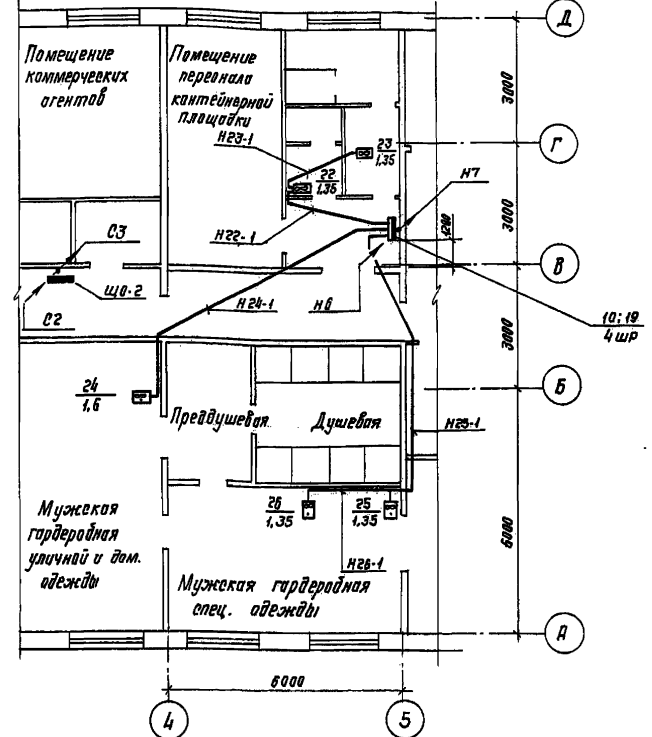 Д
Помещение
коммерческих
агентов
Помещение
персонала
контейнерной
площадки
3000
Н23-1
23
1,35
Г
22
1,35
Н7
С3
Н22-1
1200
3000
В
ЩО-2
Н24-1
Н6
С2
10; 19
4шр
3000
24
1,6
Б
Преддушевая
Душевая
Н25-1
26
1,35
25
1,35
Мужская
гардеробная
уличной и дом.
одежды
6000
Н26-1
Мужская гардеробная
спец. одежды
А
6000
4
5